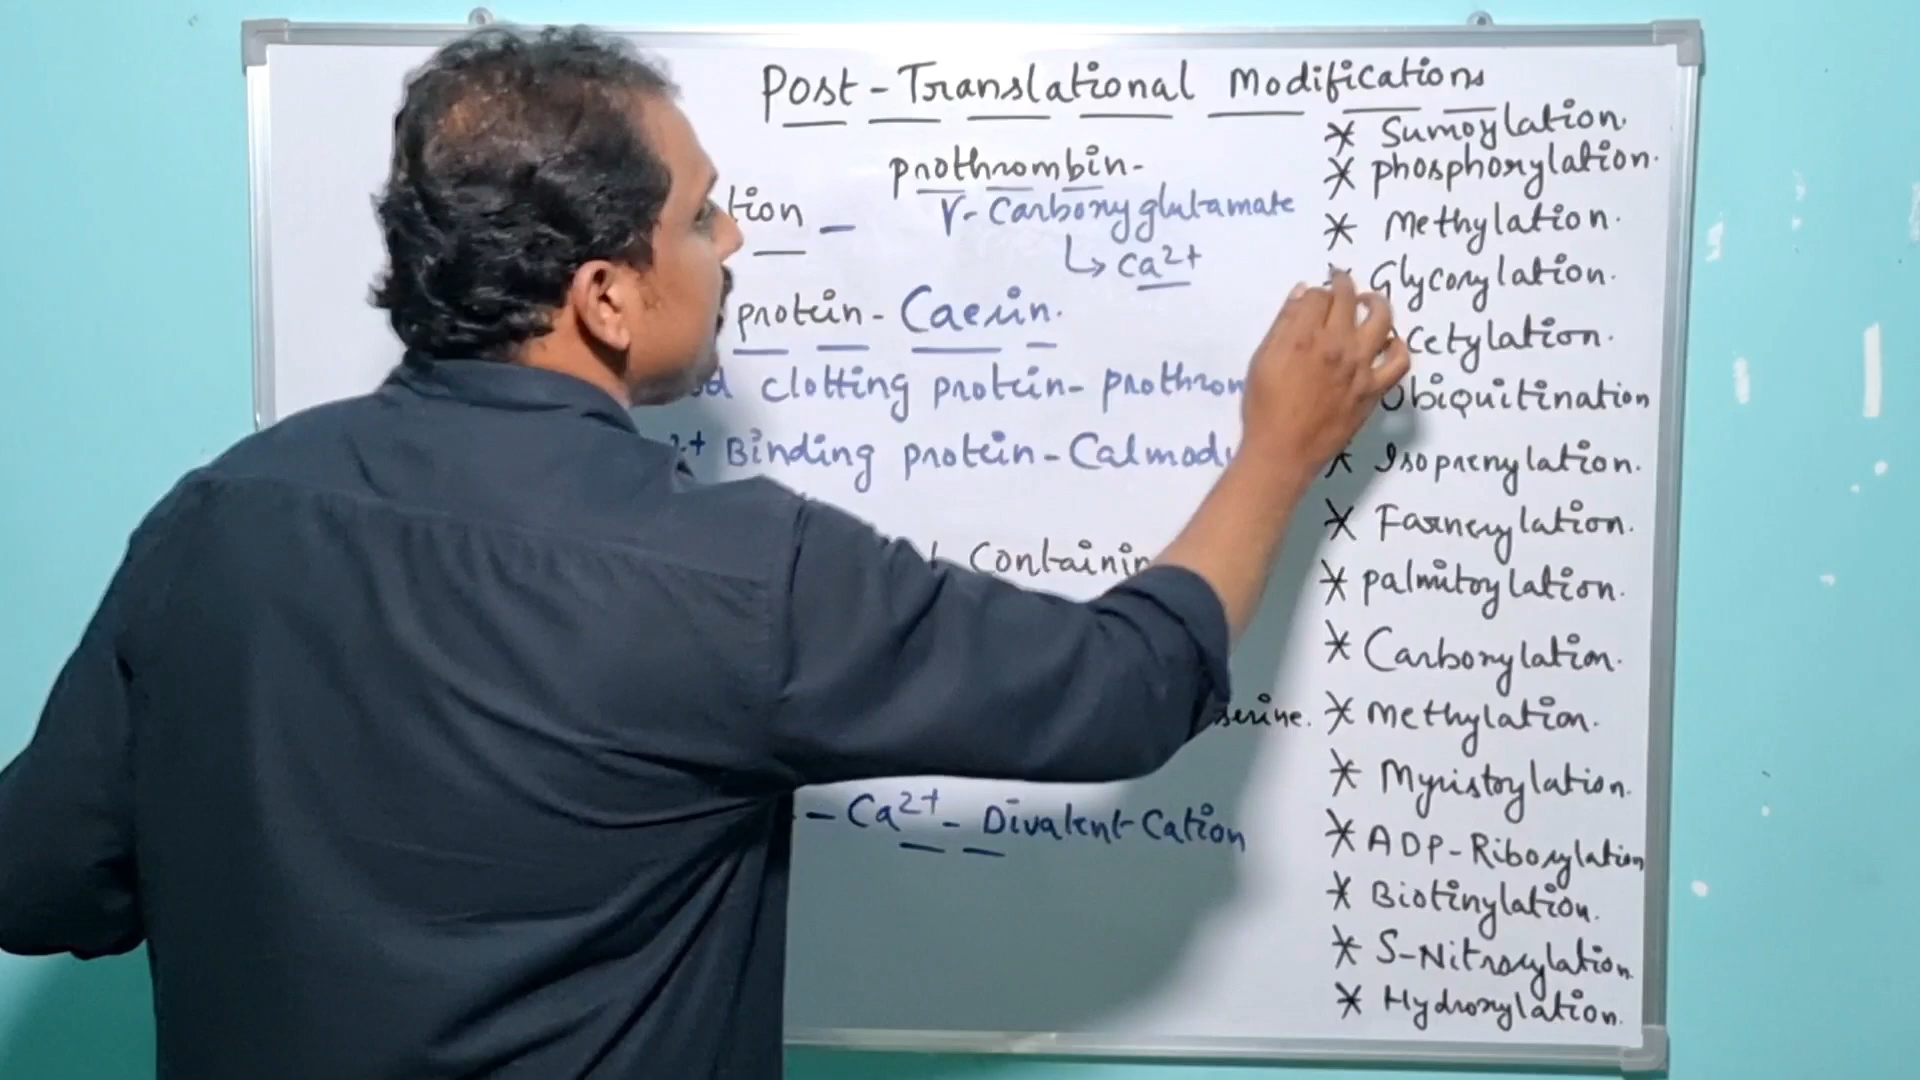 Post-Translational Modifications
prothrombin-
tion - γ-Carboxyglutamate
↳ Ca²⁺
protein - Casein.
clotting protein- prothrom
Binding protein-Calmodu
Containin
serine.
- Ca²⁺- Divalent Cation
* Sumoylation.
* phosphorylation.
* Methylation.
* Glycosylation.
Acetylation.
Ubiquitination
* Isoprenylation.
* Farnesylation.
* palmitoylation.
* Carboxylation.
* Methylation.
* Myristoylation.
* ADP-Ribosylation
* Biotinylation.
* S-Nitrosylation.
* Hydroxylation.